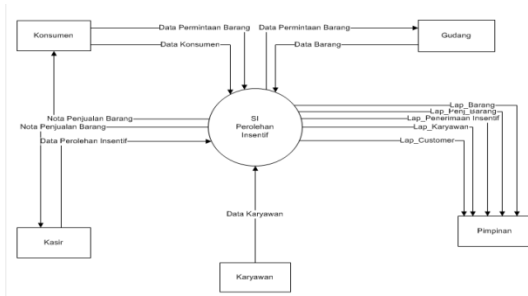 Data Permintaan Barang
Data Permintaan Barang
Konsumen
Gudang
Data Konsumen
Data Barang
SI
Perolehan
Insentif
Lap_Barang
Lap_Penj_Barang
Nota Penjualan Barang
Lap_Penerimaan Insentif
Nota Penjualan Barang
Lap_Karyawan
Data Perolehan Insentif
Lap_Customer
Data Karyawan
Kasir
Pimpinan
Karyawan